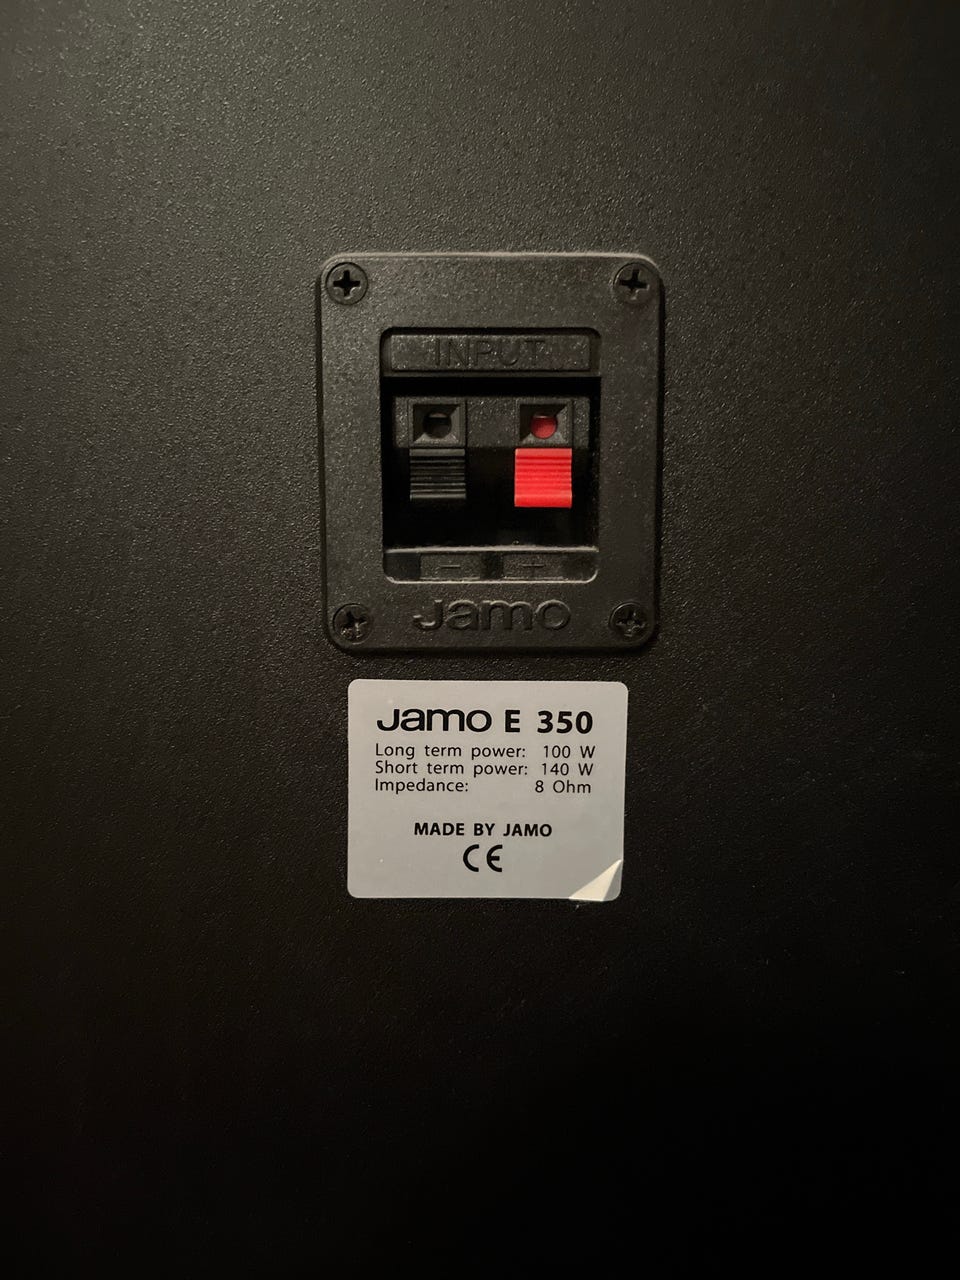 INPUT
- +
Jamo
Jamo E 350
Long term power: 100 W
Short term power: 140 W
Impedance: 8 Ohm
MADE BY JAMO
CE